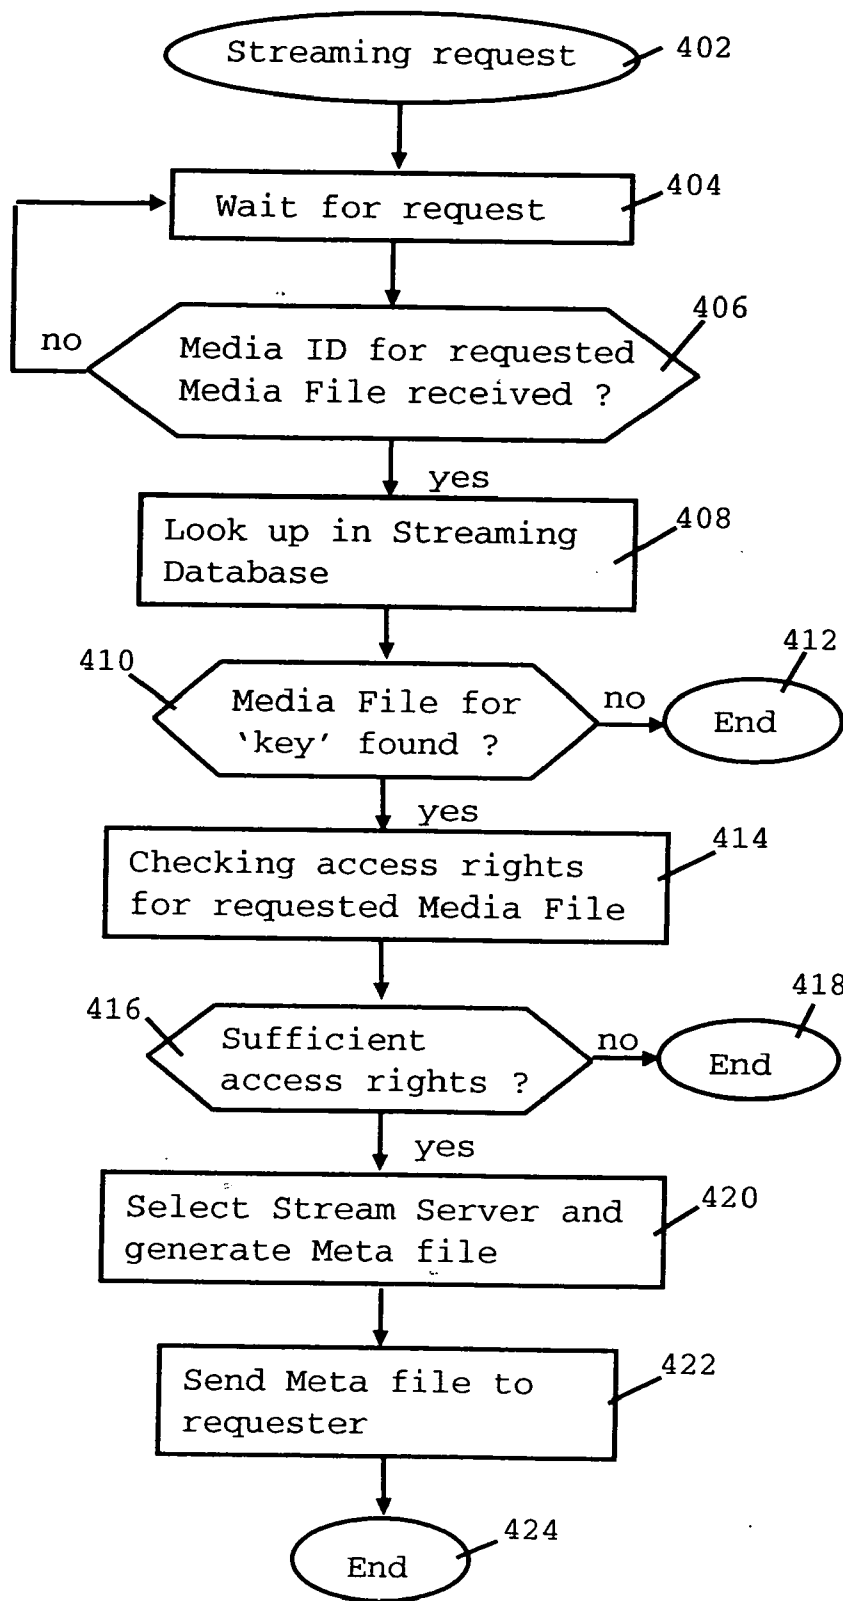 Streaming request
402
Wait for request
404
406
no
Media ID for requested
Media File received ?
yes
Look up in Streaming
Database
408
410
Media File for
‘key’ found ?
no
412
End
yes
Checking access rights
for requested Media File
414
416
Sufficient
access rights ?
no
418
End
yes
Select Stream Server and
generate Meta file
420
Send Meta file to
requester
422
End
424